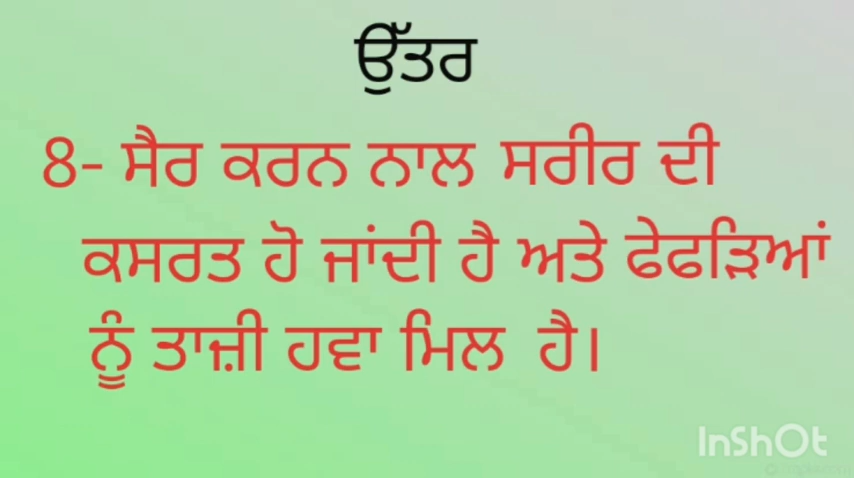 ਉੱਤਰ
8- ਸੈਰ ਕਰਨ ਨਾਲ ਸਰੀਰ ਦੀ
ਕਸਰਤ ਹੋ ਜਾਂਦੀ ਹੈ ਅਤੇ ਫੇਫੜਿਆਂ
ਨੂੰ ਤਾਜ਼ੀ ਹਵਾ ਮਿਲ ਹੈ।
InShOt